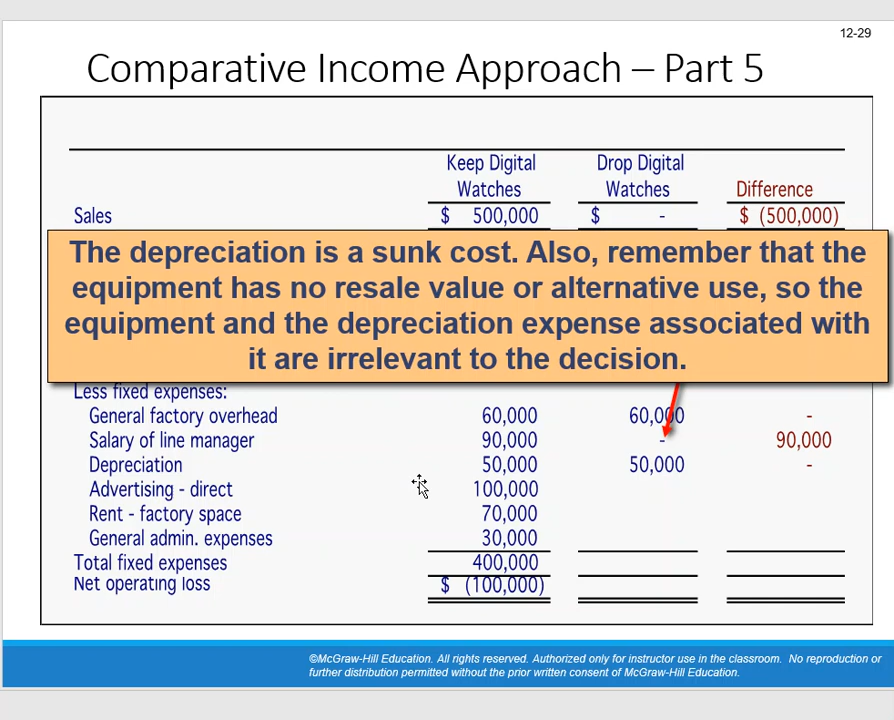 12-29
Comparative Income Approach – Part 5
Keep Digital Drop Digital
Watches Watches Difference
Sales $ 500,000 $ - $ (500,000)
The depreciation is a sunk cost. Also, remember that the
equipment has no resale value or alternative use, so the
equipment and the depreciation expense associated with
it are irrelevant to the decision.
Less fixed expenses:
General factory overhead 60,000 60,000 -
Salary of line manager 90,000 - 90,000
Depreciation 50,000 50,000 -
Advertising - direct 100,000
Rent - factory space 70,000
General admin. expenses 30,000
Total fixed expenses 400,000
Net operating loss $ (100,000)
©McGraw-Hill Education. All rights reserved. Authorized only for instructor use in the classroom. No reproduction or
further distribution permitted without the prior written consent of McGraw-Hill Education.